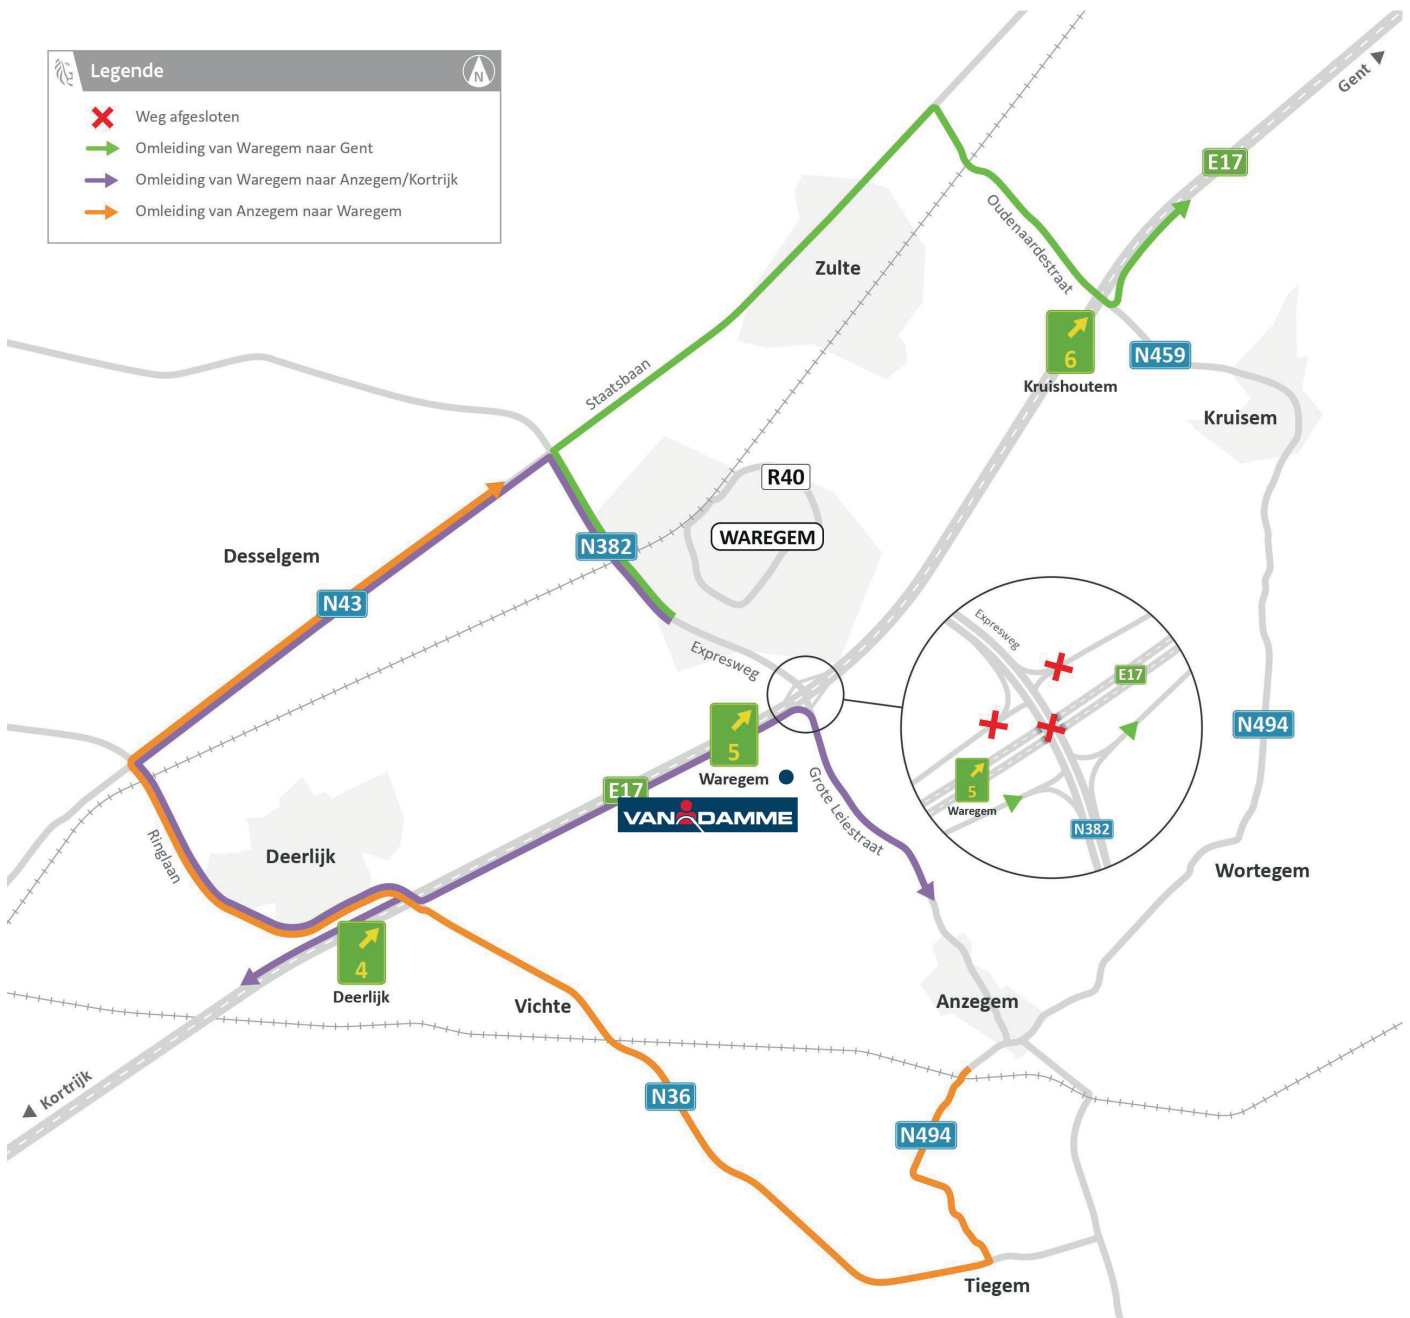 Legende
N
Weg afgesloten
Omleiding van Waregem naar Gent
Omleiding van Waregem naar Anzegem/Kortrijk
Omleiding van Anzegem naar Waregem
Gent
E17
Oudenaardestraat
Zulte
6
Kruishoutem
N459
Kruisem
Staatsbaan
R40
WAREGEM
N382
Desselgem
N43
Expresweg
Expresweg
E17
5
Waregem
N382
N494
5
Waregem
E17
VAN DAMME
Grote Leiestraat
Ringlaan
Deerlijk
Wortegem
4
Deerlijk
Vichte
Anzegem
Kortrijk
N36
N494
Tiegem